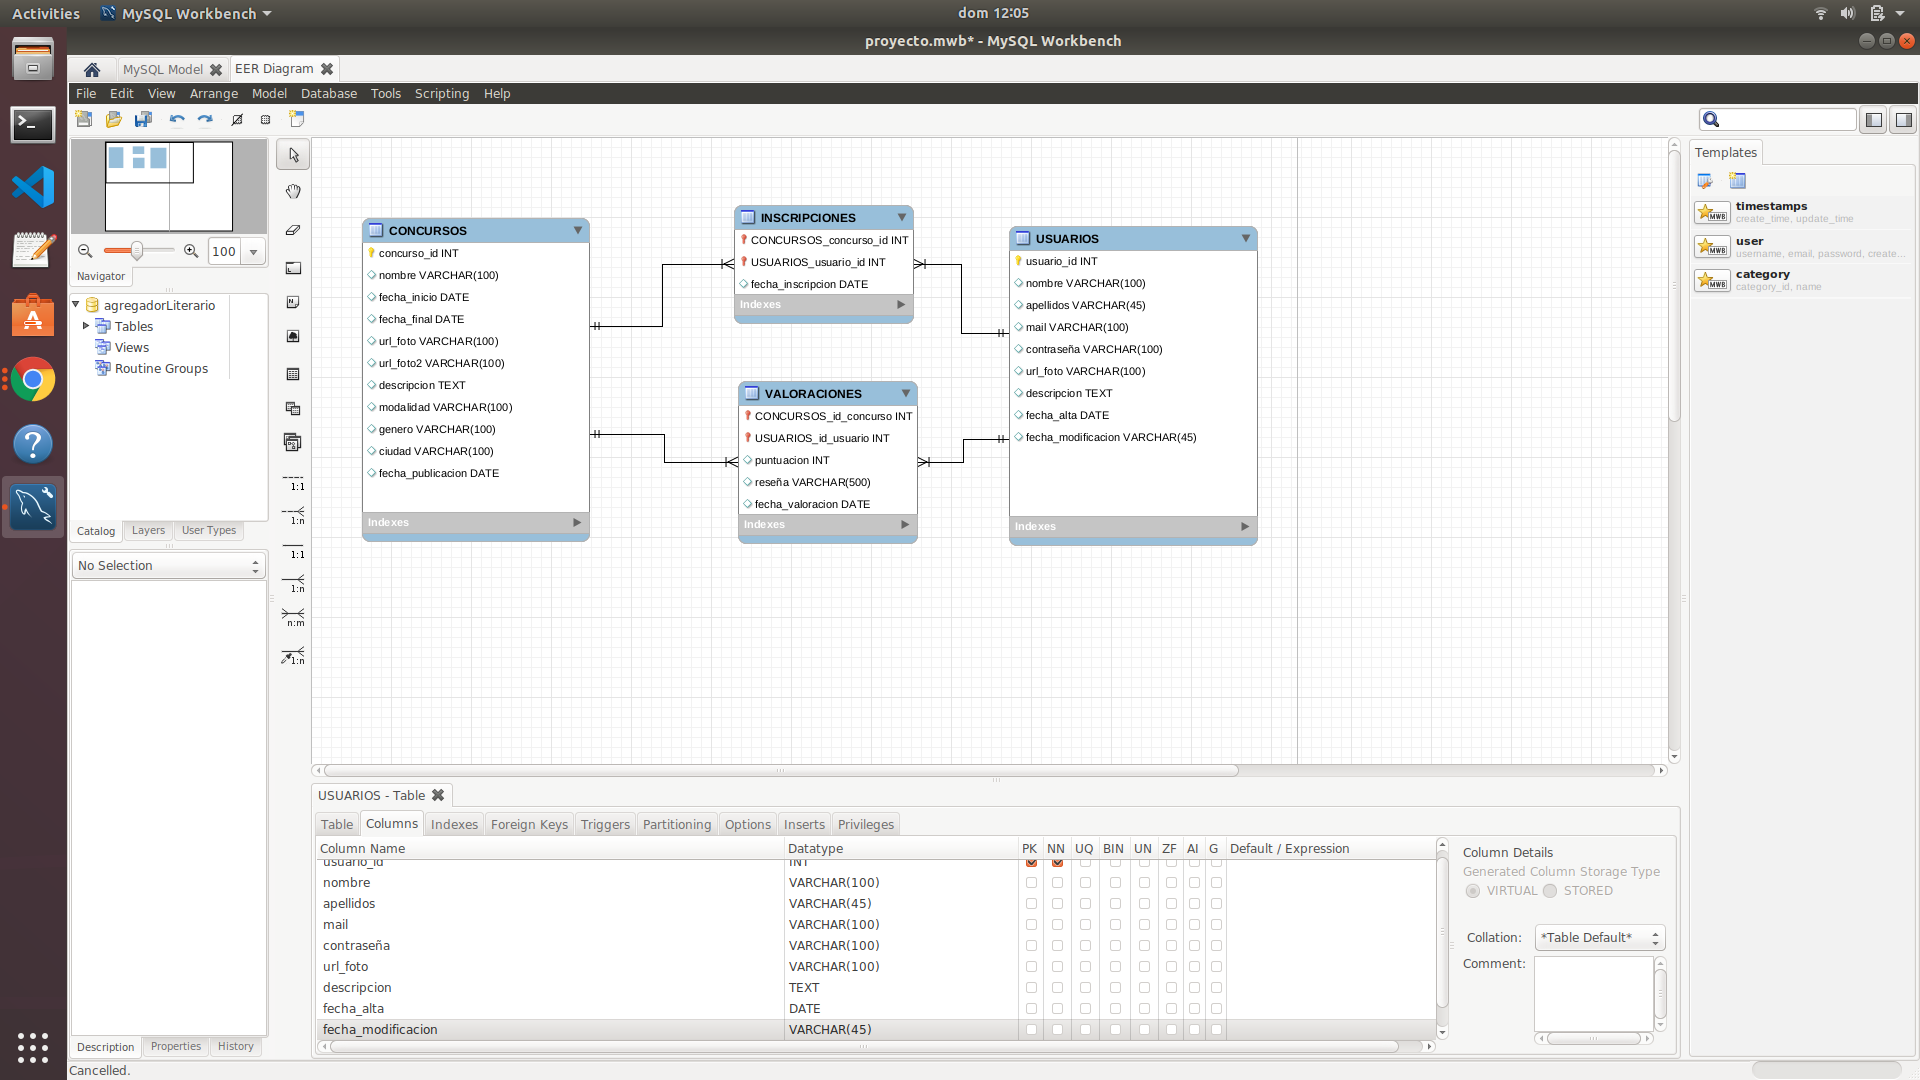 Activities
MySQL Workbench
dom 12:05
proyecto.mwb* - MySQL Workbench
MySQL Model
EER Diagram
File Edit View Arrange Model Database Tools Scripting Help
100
Navigator
agregadorLiterario
Tables
Views
Routine Groups
Catalog Layers User Types
No Selection
Description Properties History
Cancelled.
1:1
1:n
1:1
1:n
n:m
1:n
CONCURSOS
concurso_id INT
nombre VARCHAR(100)
fecha_inicio DATE
fecha_final DATE
url_foto VARCHAR(100)
url_foto2 VARCHAR(100)
descripcion TEXT
modalidad VARCHAR(100)
genero VARCHAR(100)
ciudad VARCHAR(100)
fecha_publicacion DATE
Indexes
INSCRIPCIONES
CONCURSOS_concurso_id INT
USUARIOS_usuario_id INT
fecha_inscripcion DATE
Indexes
VALORACIONES
CONCURSOS_id_concurso INT
USUARIOS_id_usuario INT
puntuacion INT
reseña VARCHAR(500)
fecha_valoracion DATE
Indexes
USUARIOS
usuario_id INT
nombre VARCHAR(100)
apellidos VARCHAR(45)
mail VARCHAR(100)
contraseña VARCHAR(100)
url_foto VARCHAR(100)
descripcion TEXT
fecha_alta DATE
fecha_modificacion VARCHAR(45)
Indexes
Templates
timestamps
create_time, update_time
user
username, email, password, create...
category
category_id, name
USUARIOS - Table
Table Columns Indexes Foreign Keys Triggers Partitioning Options Inserts Privileges
Column Name Datatype PK NN UQ BIN UN ZF AI G Default / Expression
usuario_id INT
nombre VARCHAR(100)
apellidos VARCHAR(45)
mail VARCHAR(100)
contraseña VARCHAR(100)
url_foto VARCHAR(100)
descripcion TEXT
fecha_alta DATE
fecha_modificacion VARCHAR(45)
Column Details
Generated Column Storage Type
VIRTUAL STORED
Collation: *Table Default*
Comment: